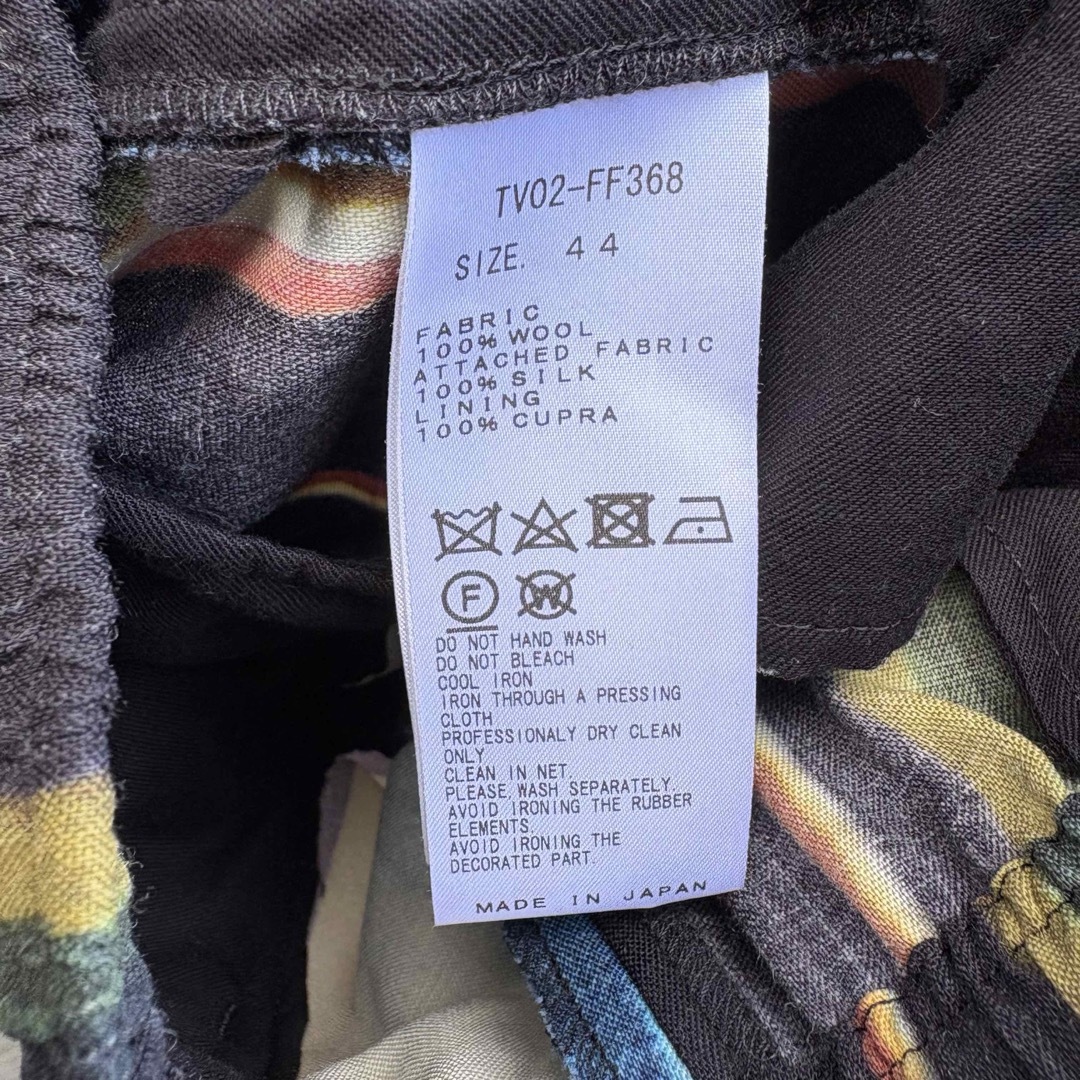 TV02-FF368
SIZE. 44
FABRIC
100% WOOL
ATTACHED FABRIC
100% SILK
LINING
100% CUPRA
F W
DO NOT HAND WASH
DO NOT BLEACH
COOL IRON
IRON THROUGH A PRESSING
CLOTH
PROFESSIONALY DRY CLEAN
ONLY
CLEAN IN NET.
PLEASE WASH SEPARATELY.
AVOID IRONING THE RUBBER
ELEMENTS.
AVOID IRONING THE
DECORATED PART.
MADE IN JAPAN